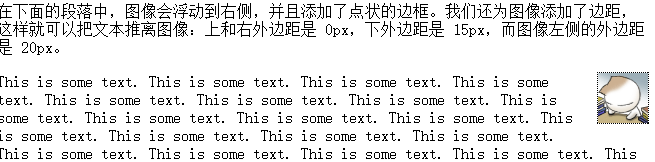 在下面的段落中，图像会浮动到右侧，并且添加了点状的边框。我们还为图像添加了边距，
这样就可以把文本推离图像：上和右外边距是 0px，下外边距是 15px，而图像左侧的外边距
是 20px。
This is some text. This is some text. This is some text. This is some
text. This is some text. This is some text. This is some text. This is
some text. This is some text. This is some text. This is some text. This
is some text. This is some text. This is some text. This is some text.
This is some text. This is some text. This is some text. This is some text. This